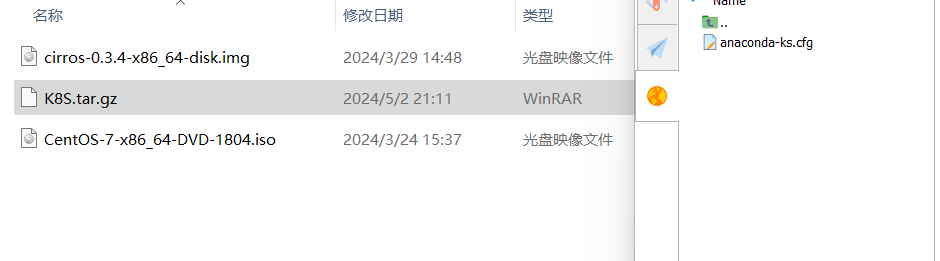 名称 修改日期 类型
cirros-0.3.4-x86_64-disk.img 2024/3/29 14:48 光盘映像文件
K8S.tar.gz 2024/5/2 21:11 WinRAR
CentOS-7-x86_64-DVD-1804.iso 2024/3/24 15:37 光盘映像文件
Name
..
anaconda-ks.cfg